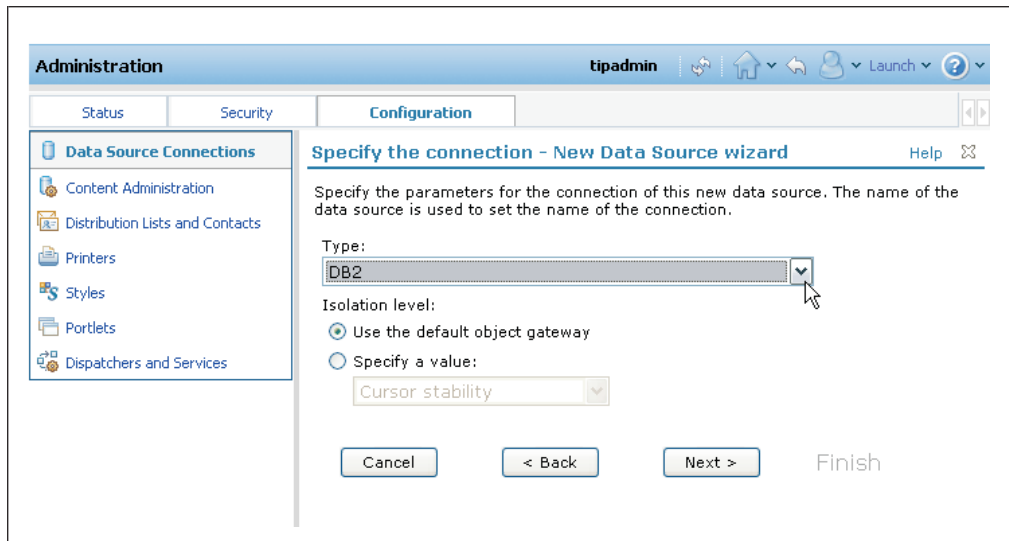 Administration
tipadmin
Launch
?
Status
Security
Configuration
Data Source Connections
Content Administration
Distribution Lists and Contacts
Printers
Styles
Portlets
Dispatchers and Services
Specify the connection - New Data Source wizard
Help
Specify the parameters for the connection of this new data source. The name of the
data source is used to set the name of the connection.
Type:
DB2
Isolation level:
Use the default object gateway
Specify a value:
Cursor stability
Cancel
< Back
Next >
Finish